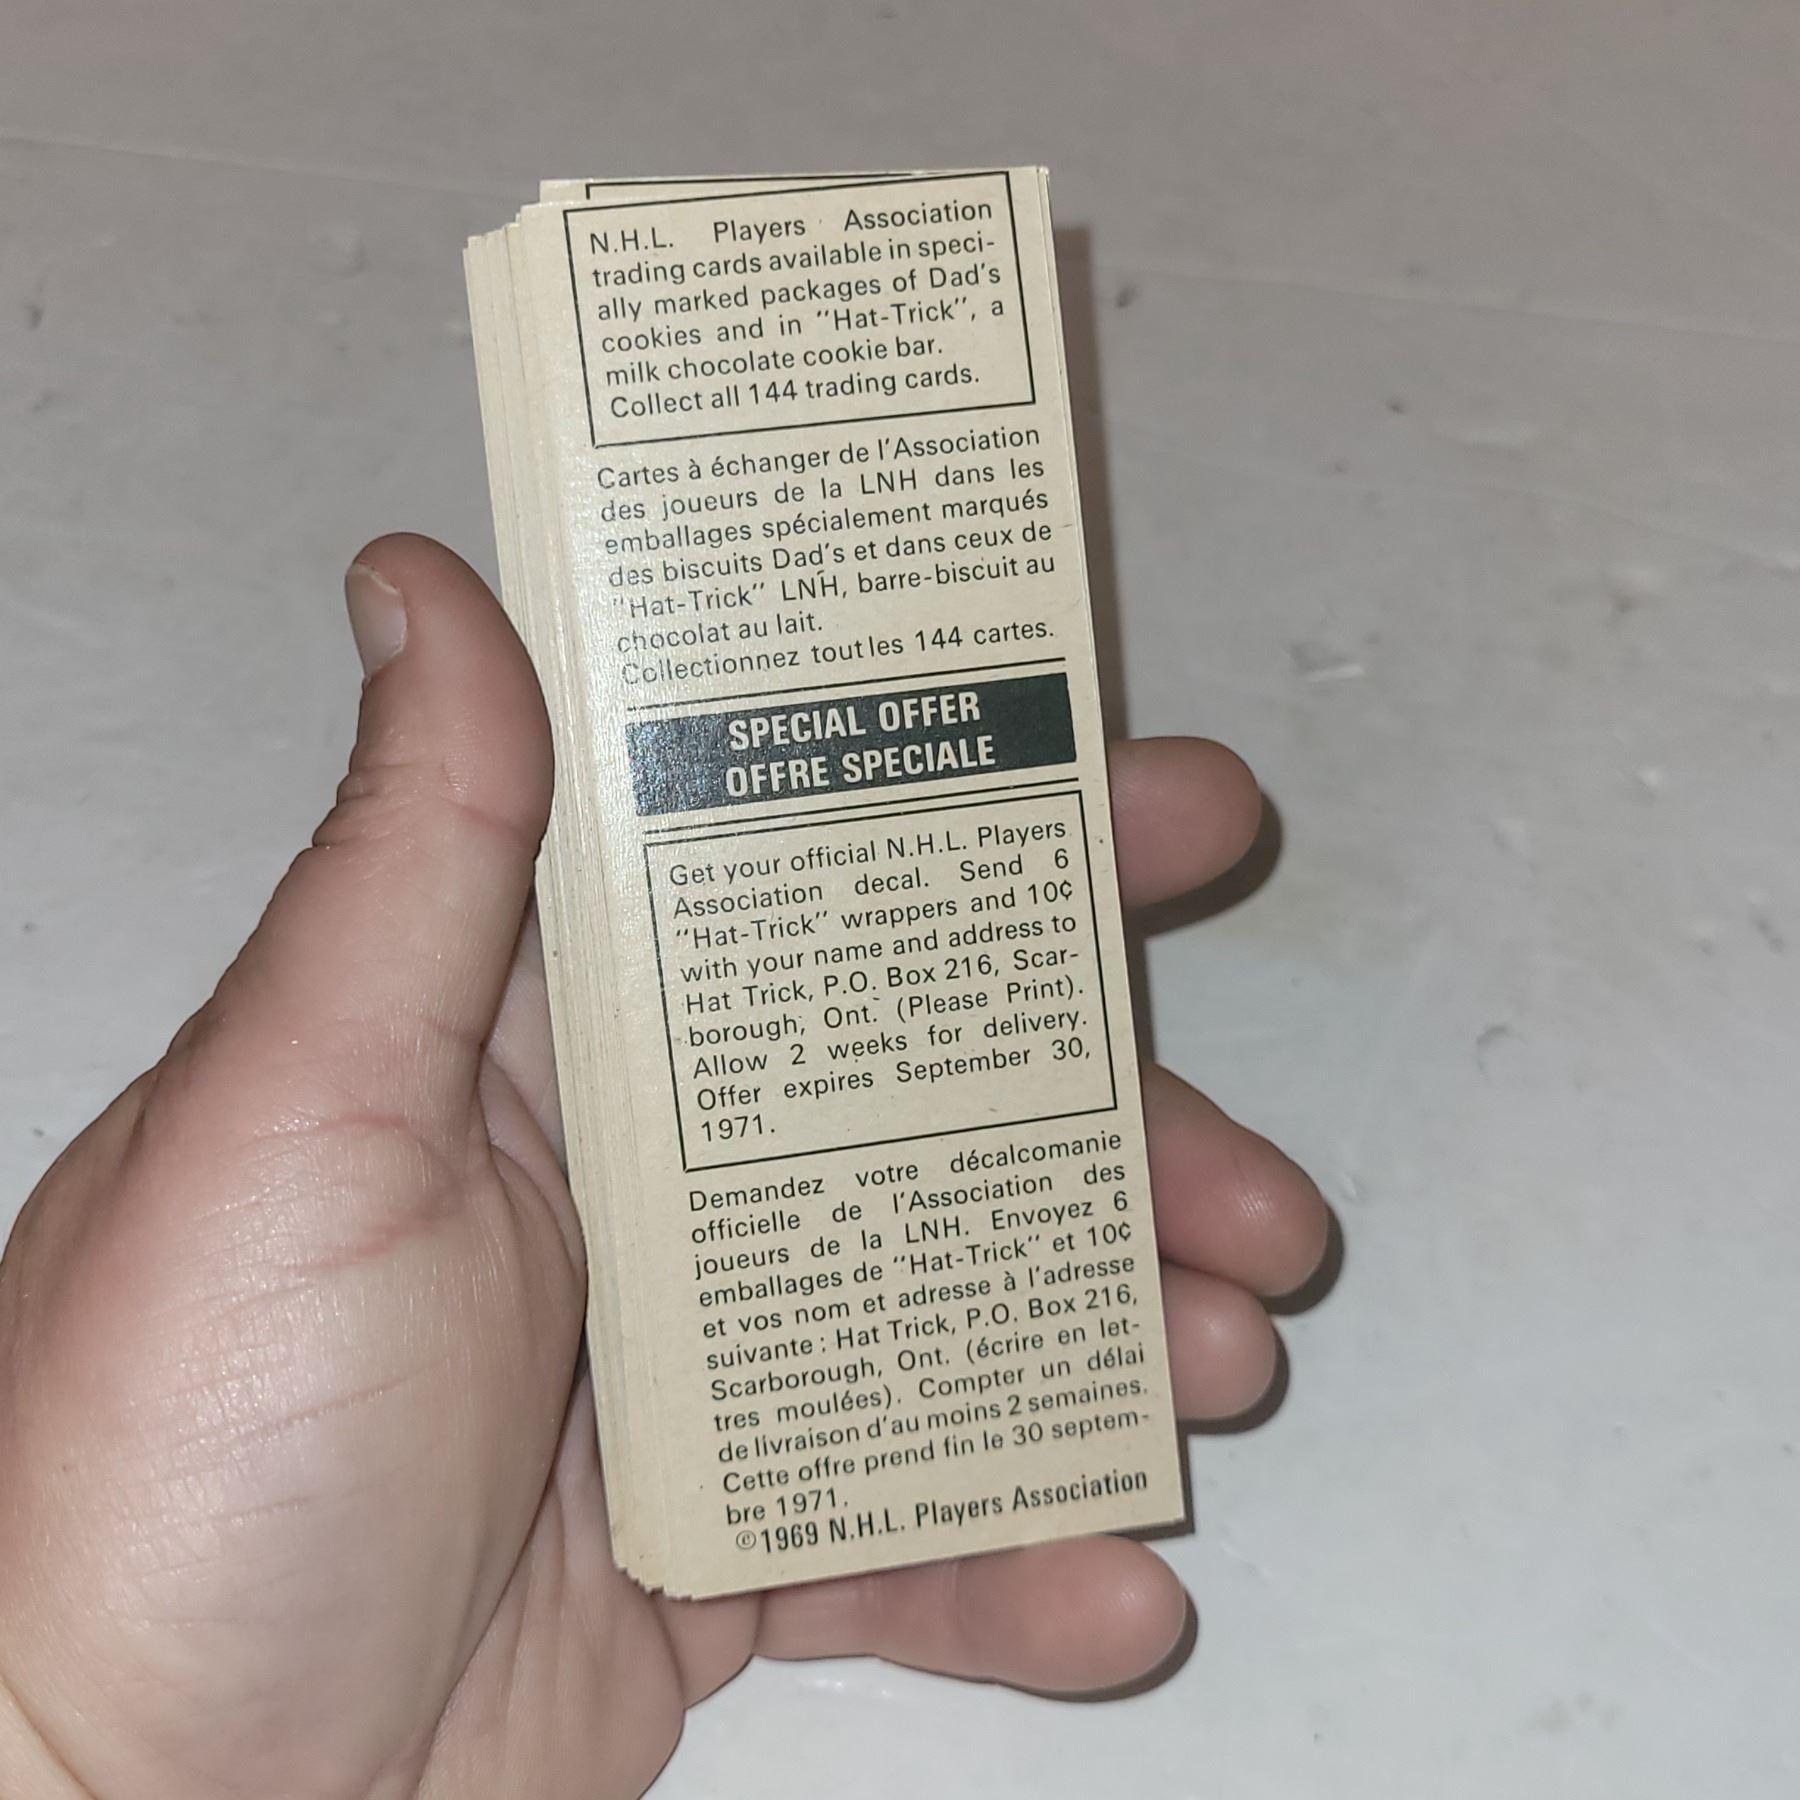 N.H.L. Players Association
trading cards available in speci-
ally marked packages of Dad's
cookies and in "Hat-Trick", a
milk chocolate cookie bar.
Collect all 144 trading cards.
Cartes à échanger de l'Association
des joueurs de la LNH dans les
emballages spécialement marqués
des biscuits Dad's et dans ceux de
"Hat-Trick" LNH, barre-biscuit au
chocolat au lait.
Collectionnez tout les 144 cartes.
SPECIAL OFFER
OFFRE SPECIALE
Get your official N.H.L. Players
Association decal. Send 6
"Hat-Trick" wrappers and 10¢
with your name and address to
Hat Trick, P.O. Box 216, Scar-
borough, Ont. (Please Print).
Allow 2 weeks for delivery.
Offer expires September 30,
1971.
Demandez votre décalcomanie
officielle de l'Association des
joueurs de la LNH. Envoyez 6
emballages de "Hat-Trick" et 10¢
et vos nom et adresse à l'adresse
suivante : Hat Trick, P.O. Box 216,
Scarborough, Ont. (écrire en let-
tres moulées). Compter un délai
de livraison d'au moins 2 semaines.
Cette offre prend fin le 30 septem-
bre 1971.
©1969 N.H.L. Players Association